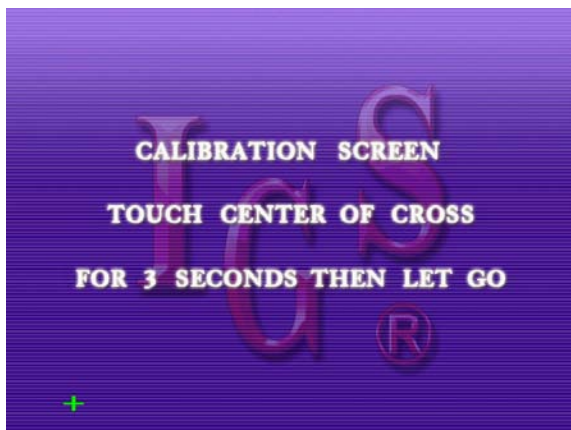 IGS
®
CALIBRATION SCREEN
TOUCH CENTER OF CROSS
FOR 3 SECONDS THEN LET GO